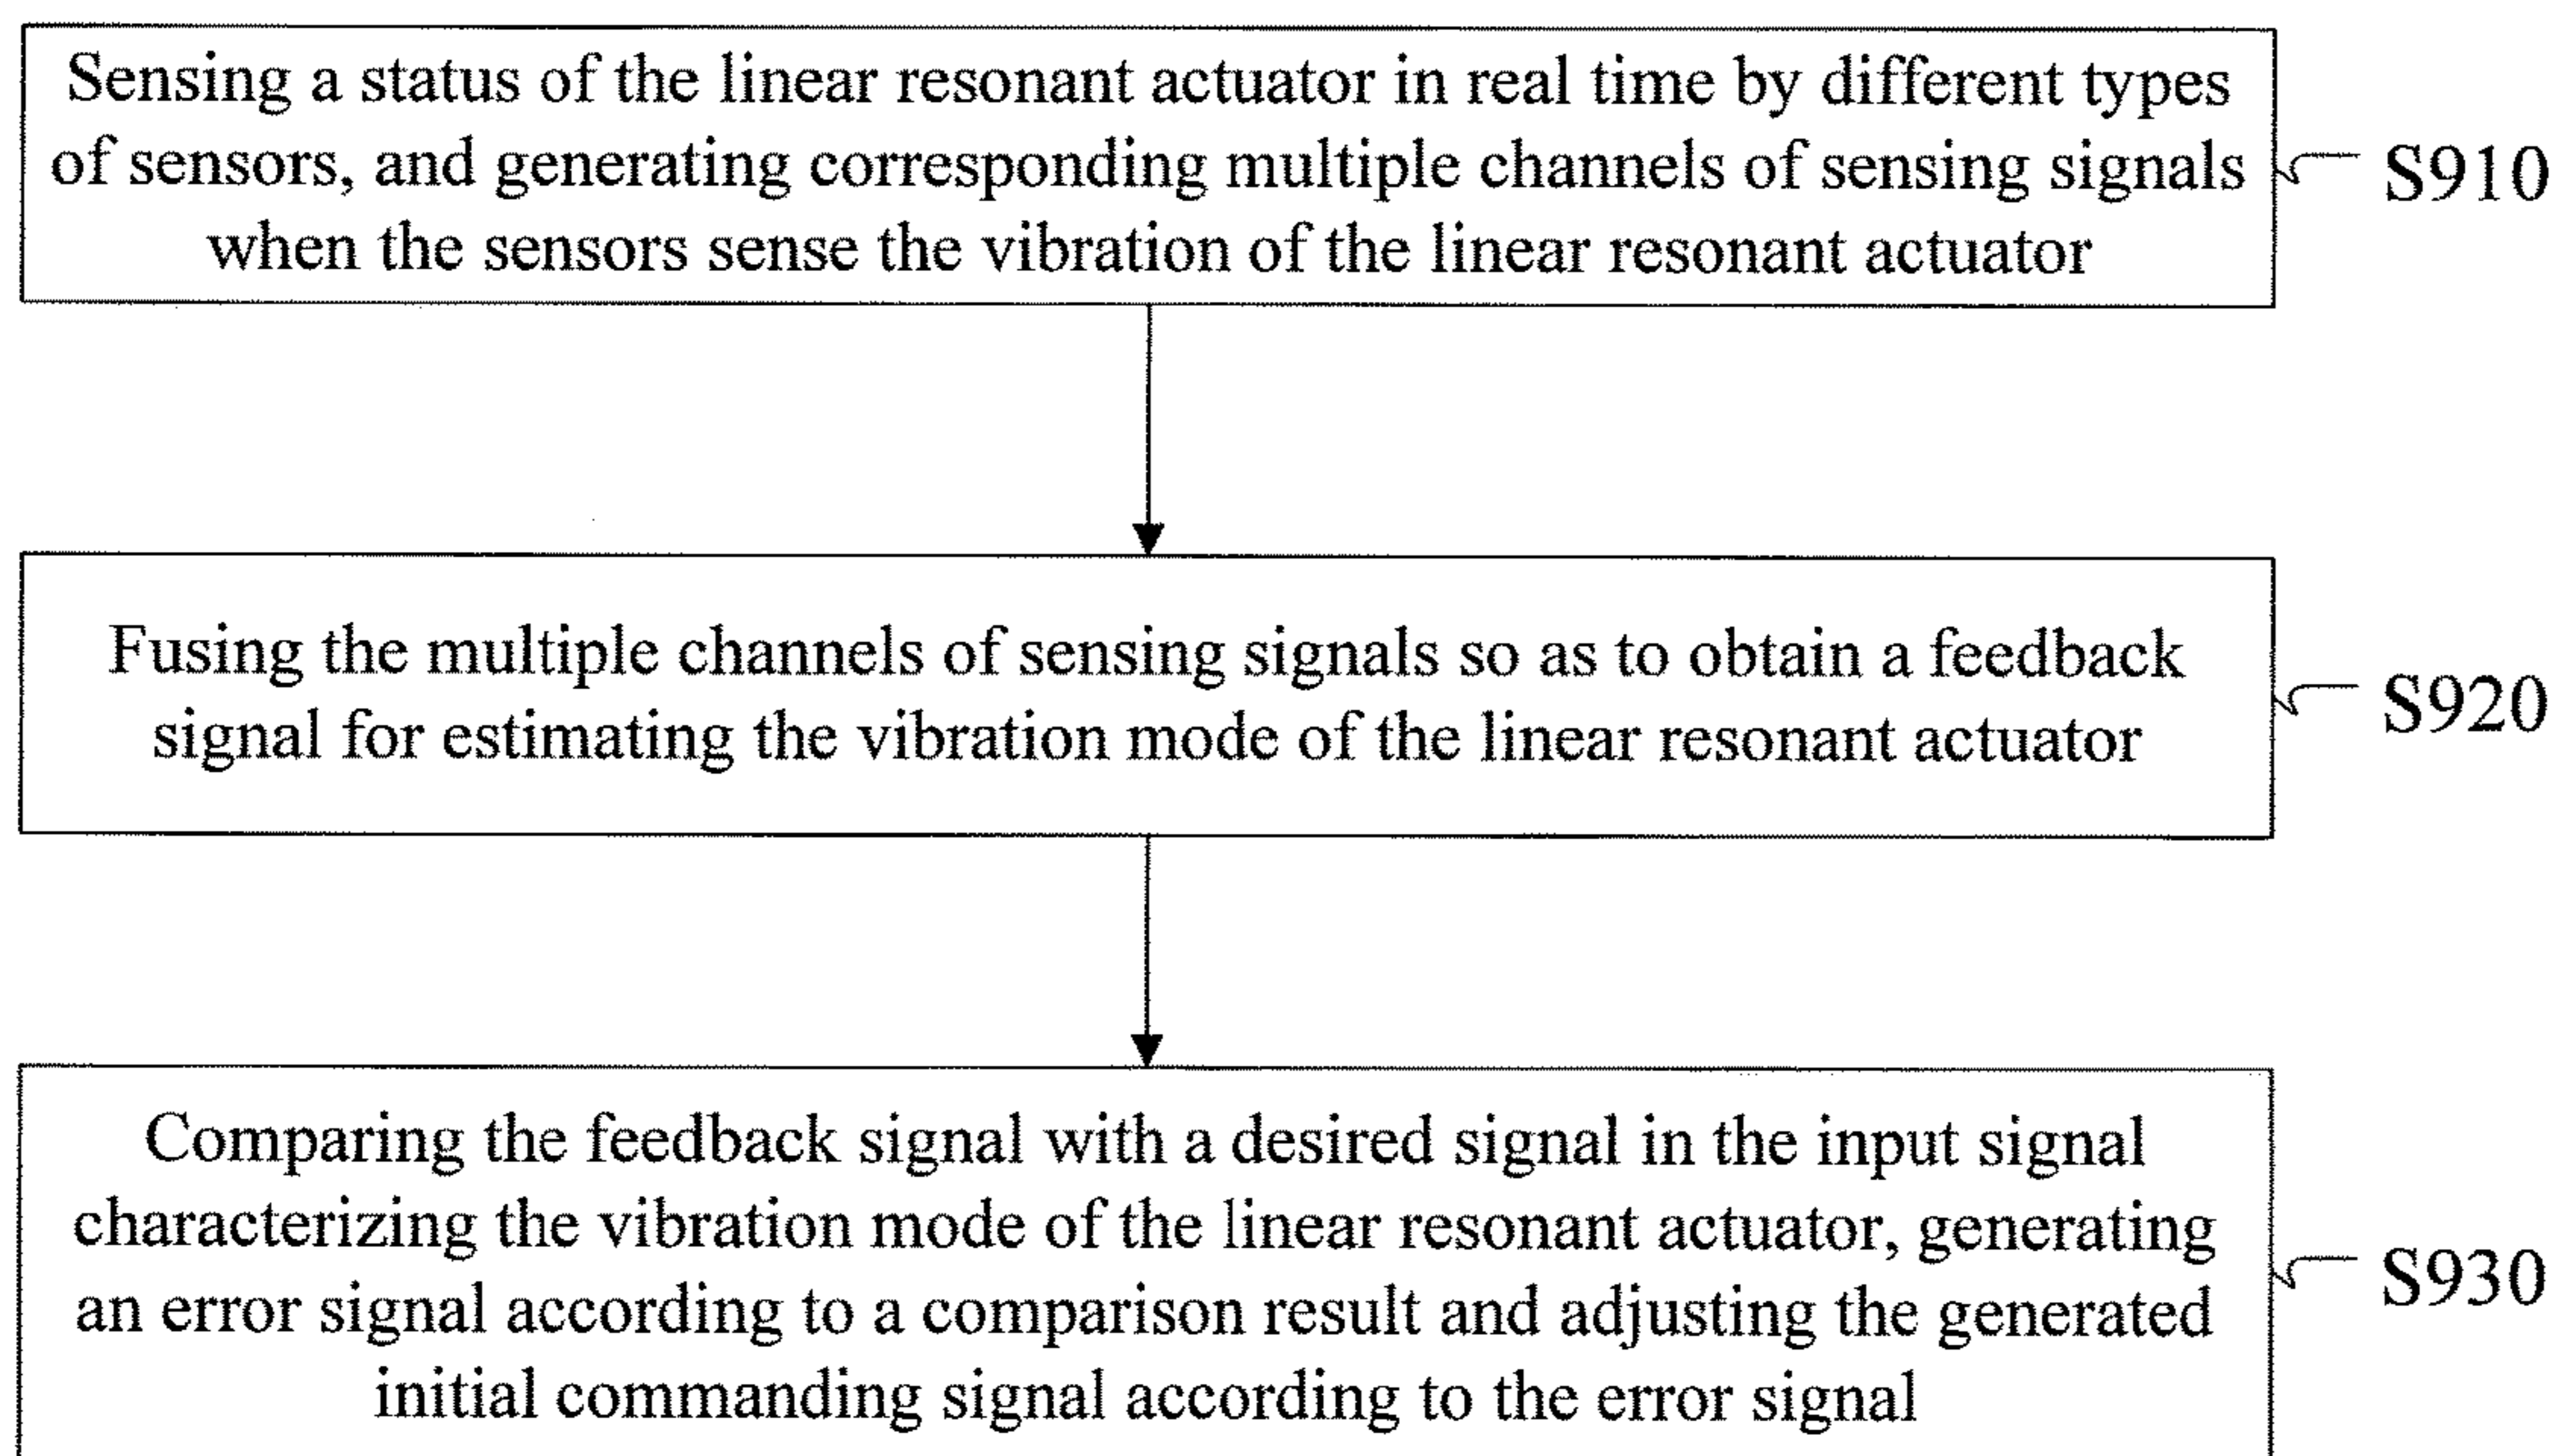 Sensing a status of the linear resonant actuator in real time by different types
of sensors, and generating corresponding multiple channels of sensing signals
when the sensors sense the vibration of the linear resonant actuator
S910
Fusing the multiple channels of sensing signals so as to obtain a feedback
signal for estimating the vibration mode of the linear resonant actuator
S920
Comparing the feedback signal with a desired signal in the input signal
characterizing the vibration mode of the linear resonant actuator, generating
an error signal according to a comparison result and adjusting the generated
initial commanding signal according to the error signal
S930